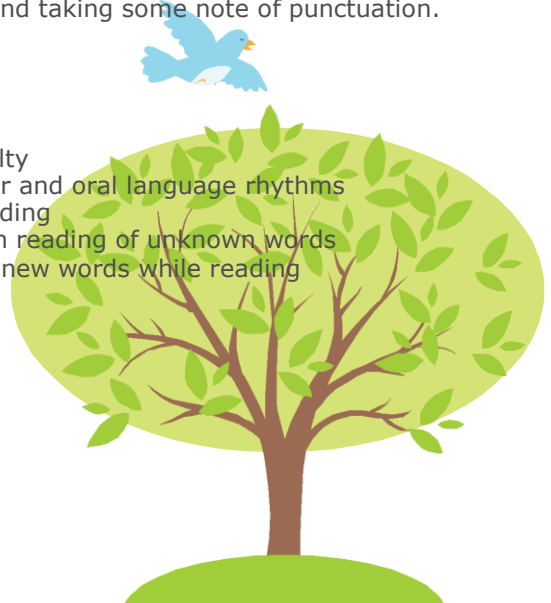 nd taking some note of punctuation.
lty
r and oral language rhythms
ding
n reading of unknown words
new words while reading